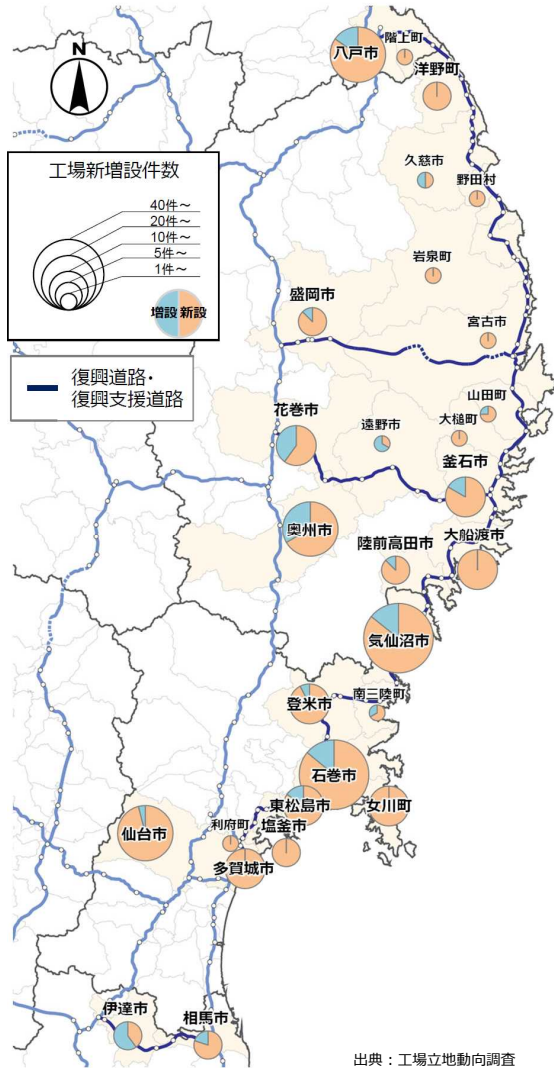 八戸市
階上町
洋野町
N
久慈市
野田村
工場新増設件数
40件～
20件～
10件～
5件～
1件～
増設 新設
岩泉町
盛岡市
宮古市
復興道路・
復興支援道路
花巻市
遠野市
山田町
大槌町
釜石市
奥州市
大船渡市
陸前高田市
気仙沼市
登米市
南三陸町
石巻市
東松島市
女川町
仙台市
利府町
塩釜市
多賀城市
伊達市
相馬市
出典：工場立地動向調査